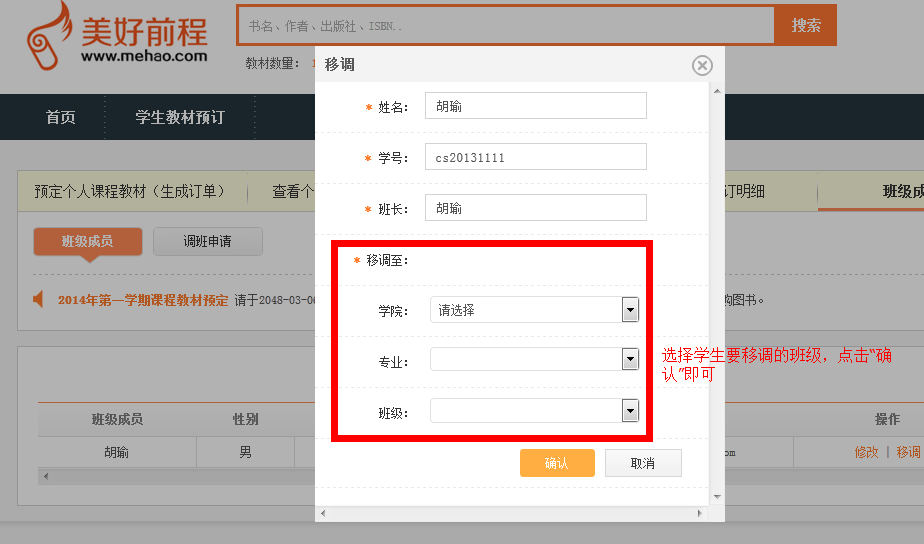 美好前程
www.mehao.com
书名、作者、出版社、ISBN..
搜索
教材数量：
移调
首页
学生教材预订
* 姓名：
胡瑜
* 学号：
cs20131111
* 班长：
胡瑜
预定个人课程教材（生成订单）
查看个
订明细
班级成
班级成员
调班申请
* 移调至：
2014年第一学期课程教材预定 请于2048-03-0
购图书。
学院：
请选择
专业：
班级：
选择学生要移调的班级，点击“确
认”即可
班级成员
性别
操作
胡瑜
男
om
修改 | 移调
确认
取消